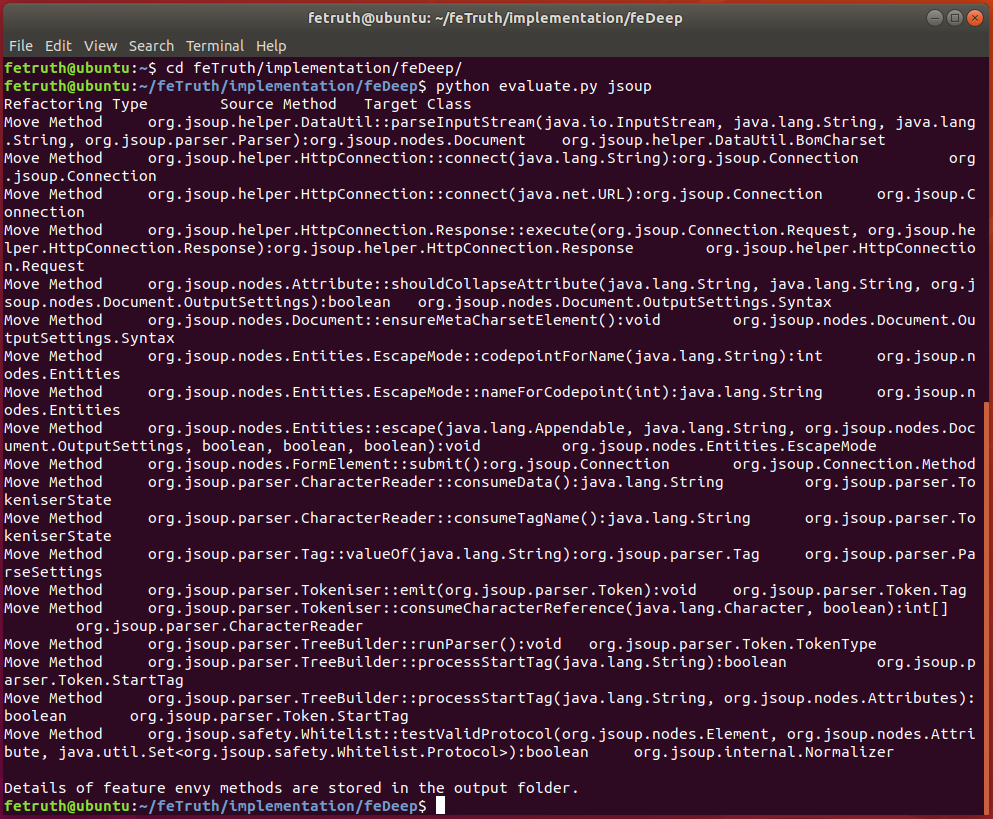 fetruth@ubuntu: ~/feTruth/implementation/feDeep
File Edit View Search Terminal Help
fetruth@ubuntu:~$ cd feTruth/implementation/feDeep/
fetruth@ubuntu:~/feTruth/implementation/feDeep$ python evaluate.py jsoup
Refactoring Type        Source Method   Target Class
Move Method     org.jsoup.helper.DataUtil::parseInputStream(java.io.InputStream, java.lang.String, java.lang
.String, org.jsoup.parser.Parser):org.jsoup.nodes.Document    org.jsoup.helper.DataUtil.BomCharset
Move Method     org.jsoup.helper.HttpConnection::connect(java.lang.String):org.jsoup.Connection          org
.jsoup.Connection
Move Method     org.jsoup.helper.HttpConnection::connect(java.net.URL):org.jsoup.Connection      org.jsoup.C
onnection
Move Method     org.jsoup.helper.HttpConnection.Response::execute(org.jsoup.Connection.Request, org.jsoup.he
lper.HttpConnection.Response):org.jsoup.helper.HttpConnection.Response        org.jsoup.helper.HttpConnectio
n.Request
Move Method     org.jsoup.nodes.Attribute::shouldCollapseAttribute(java.lang.String, java.lang.String, org.j
soup.nodes.Document.OutputSettings):boolean   org.jsoup.nodes.Document.OutputSettings.Syntax
Move Method     org.jsoup.nodes.Document::ensureMetaCharsetElement():void        org.jsoup.nodes.Document.Ou
tputSettings.Syntax
Move Method     org.jsoup.nodes.Entities.EscapeMode::codepointForName(java.lang.String):int      org.jsoup.n
odes.Entities
Move Method     org.jsoup.nodes.Entities.EscapeMode::nameForCodepoint(int):java.lang.String      org.jsoup.n
odes.Entities
Move Method     org.jsoup.nodes.Entities::escape(java.lang.Appendable, java.lang.String, org.jsoup.nodes.Doc
ument.OutputSettings, boolean, boolean, boolean):void         org.jsoup.nodes.Entities.EscapeMode
Move Method     org.jsoup.nodes.FormElement::submit():org.jsoup.Connection       org.jsoup.Connection.Method
Move Method     org.jsoup.parser.CharacterReader::consumeData():java.lang.String         org.jsoup.parser.To
keniserState
Move Method     org.jsoup.parser.CharacterReader::consumeTagName():java.lang.String      org.jsoup.parser.To
keniserState
Move Method     org.jsoup.parser.Tag::valueOf(java.lang.String):org.jsoup.parser.Tag     org.jsoup.parser.Pa
rseSettings
Move Method     org.jsoup.parser.Tokeniser::emit(org.jsoup.parser.Token):void    org.jsoup.parser.Token.Tag
Move Method     org.jsoup.parser.Tokeniser::consumeCharacterReference(java.lang.Character, boolean):int[]
        org.jsoup.parser.CharacterReader
Move Method     org.jsoup.parser.TreeBuilder::runParser():void   org.jsoup.parser.Token.TokenType
Move Method     org.jsoup.parser.TreeBuilder::processStartTag(java.lang.String):boolean          org.jsoup.p
arser.Token.StartTag
Move Method     org.jsoup.parser.TreeBuilder::processStartTag(java.lang.String, org.jsoup.nodes.Attributes):
boolean       org.jsoup.parser.Token.StartTag
Move Method     org.jsoup.safety.Whitelist::testValidProtocol(org.jsoup.nodes.Element, org.jsoup.nodes.Attri
bute, java.util.Set<org.jsoup.safety.Whitelist.Protocol>):boolean     org.jsoup.internal.Normalizer
Details of feature envy methods are stored in the output folder.
fetruth@ubuntu:~/feTruth/implementation/feDeep$